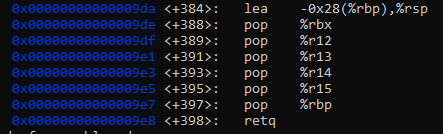 0x00000000000009da <+384>: lea -0x28(%rbp),%rsp
0x00000000000009de <+388>: pop %rbx
0x00000000000009df <+389>: pop %r12
0x00000000000009e1 <+391>: pop %r13
0x00000000000009e3 <+393>: pop %r14
0x00000000000009e5 <+395>: pop %r15
0x00000000000009e7 <+397>: pop %rbp
0x00000000000009e8 <+398>: retq